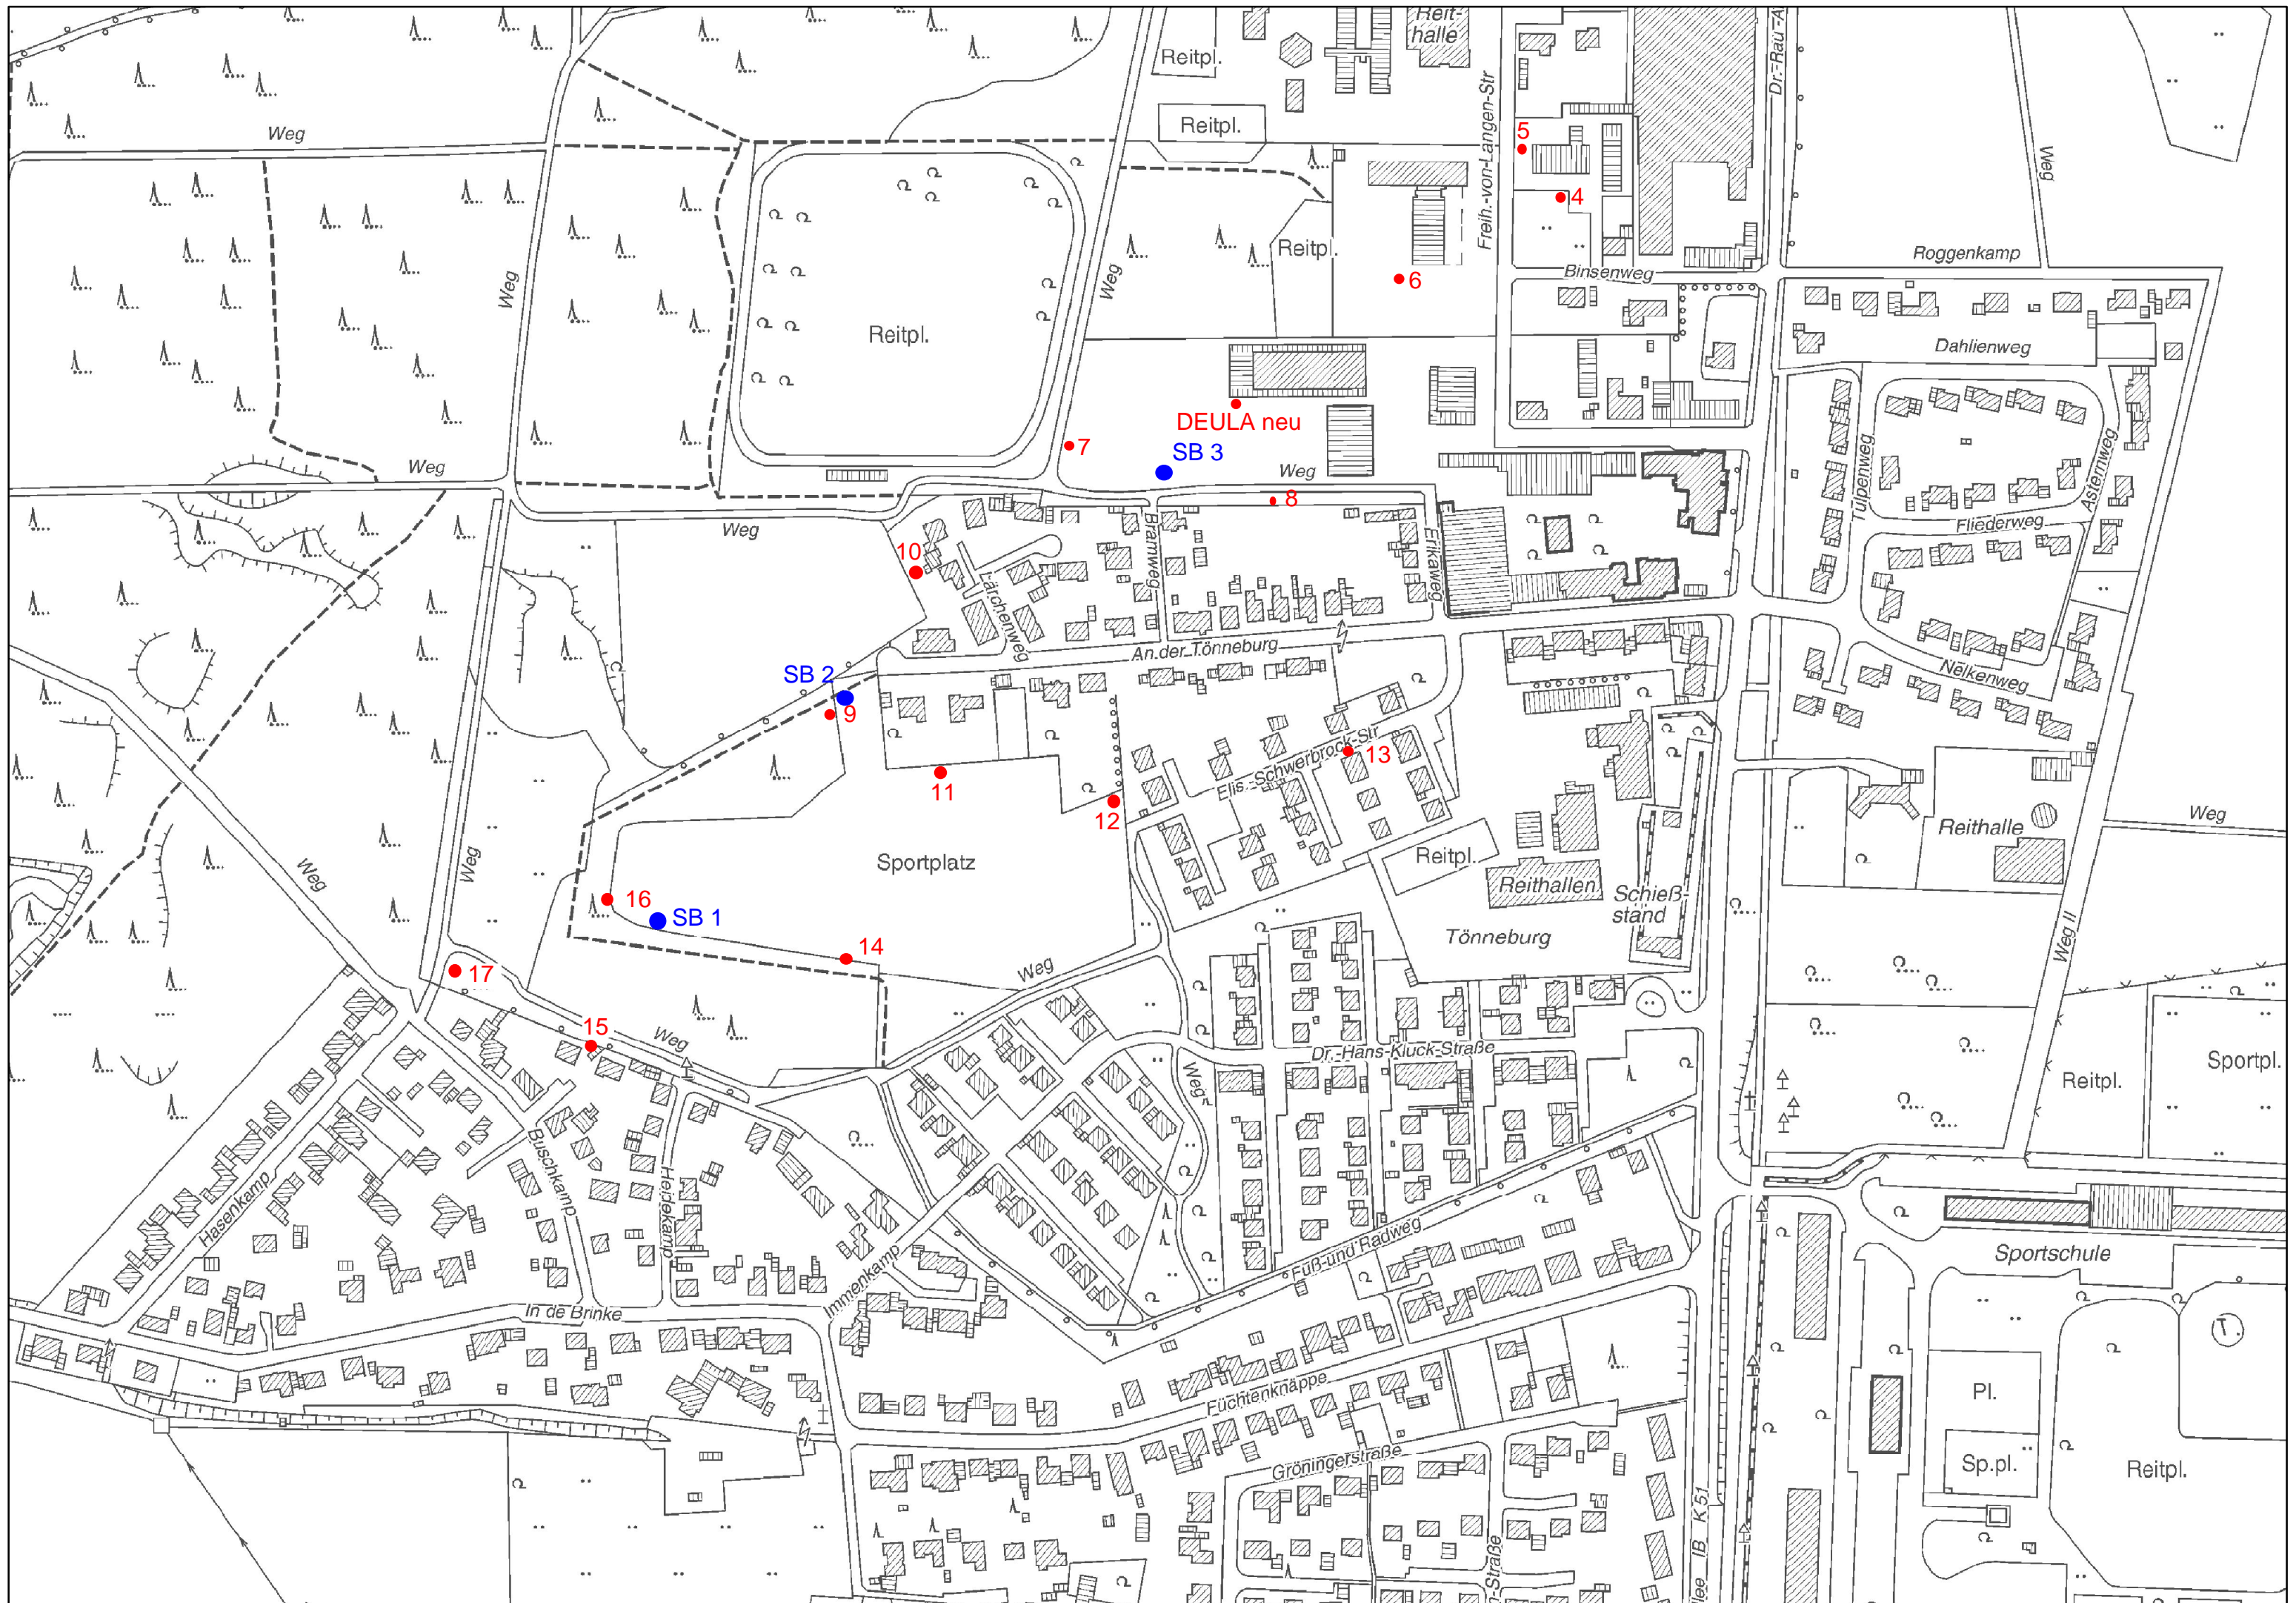 Reit-
halle
Reitpl.
Freih.-von-Langen-Str
Dr.-Rau-A
5
Weg
Reitpl.
4
Weg
Reitpl.
Roggenkamp
Binsenweg
6
Weg
Weg
Reitpl.
Dahlienweg
DEULA neu
7
SB 3
Weg
Weg
Tulpenweg
Asternweg
8
Weg
Fliederweg
Bramweg
10
Erikaweg
Lärchenweg
An der Tönneburg
SB 2
Nelkenweg
9
Elis.-Schwerbrock-Str
13
11
12
Weg
Reithalle
Sportplatz
Reitpl.
Weg
Weg
Reithallen
Schieß-
stand
16
SB 1
Tönneburg
Weg II
14
Weg
17
15
Weg
Dr.-Hans-Kluck-Straße
Sportpl.
Reitpl.
Weg
Buschkamp
Heidekamp
Hasenkamp
Fuß-und Radweg
Sportschule
Immenkamp
In de Brinke
T.
Füchtenknäppe
Pl.
Gröningerstraße
Sp.pl.
Reitpl.
n-Straße
llee IB K 51